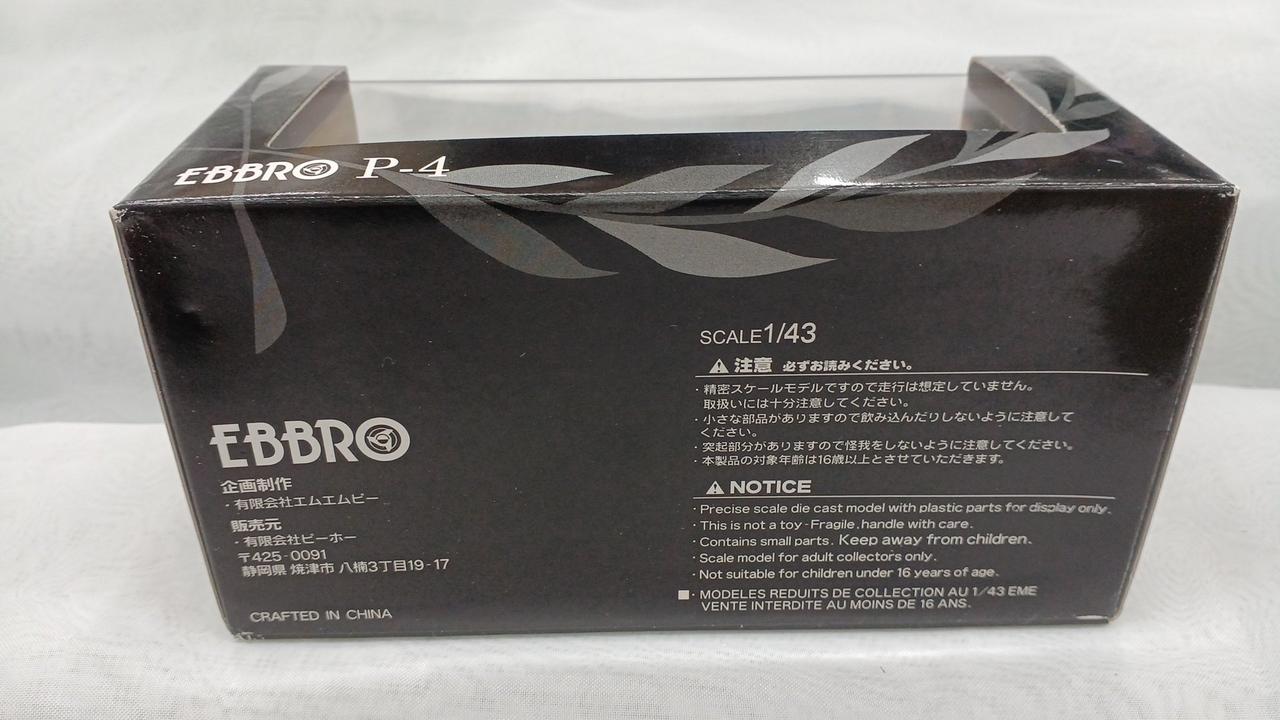 EBBRO P-4
SCALE1/43
注意 必ずお読みください。
・精密スケールモデルですので走行は想定していません。
取扱いには十分注意してください。
・小さな部品がありますので飲み込んだりしないように注意して
ください。
・突起部分がありますので怪我をしないように注意してください。
・本製品の対象年齢は16歳以上とさせていただきます。
NOTICE
・Precise scale die cast model with plastic parts for display only.
・This is not a toy-Fragile, handle with care.
・Contains small parts. Keep away from children.
・Scale model for adult collectors only.
・Not suitable for children under 16 years of age.
■・MODELES REDUITS DE COLLECTION AU 1/43 EME
VENTE INTERDITE AU MOINS DE 16 ANS.
EBBRO
企画制作
・有限会社エムエムピー
販売元
・有限会社ビーホー
〒425-0091
静岡県 焼津市 八楠3丁目19-17
CRAFTED IN CHINA